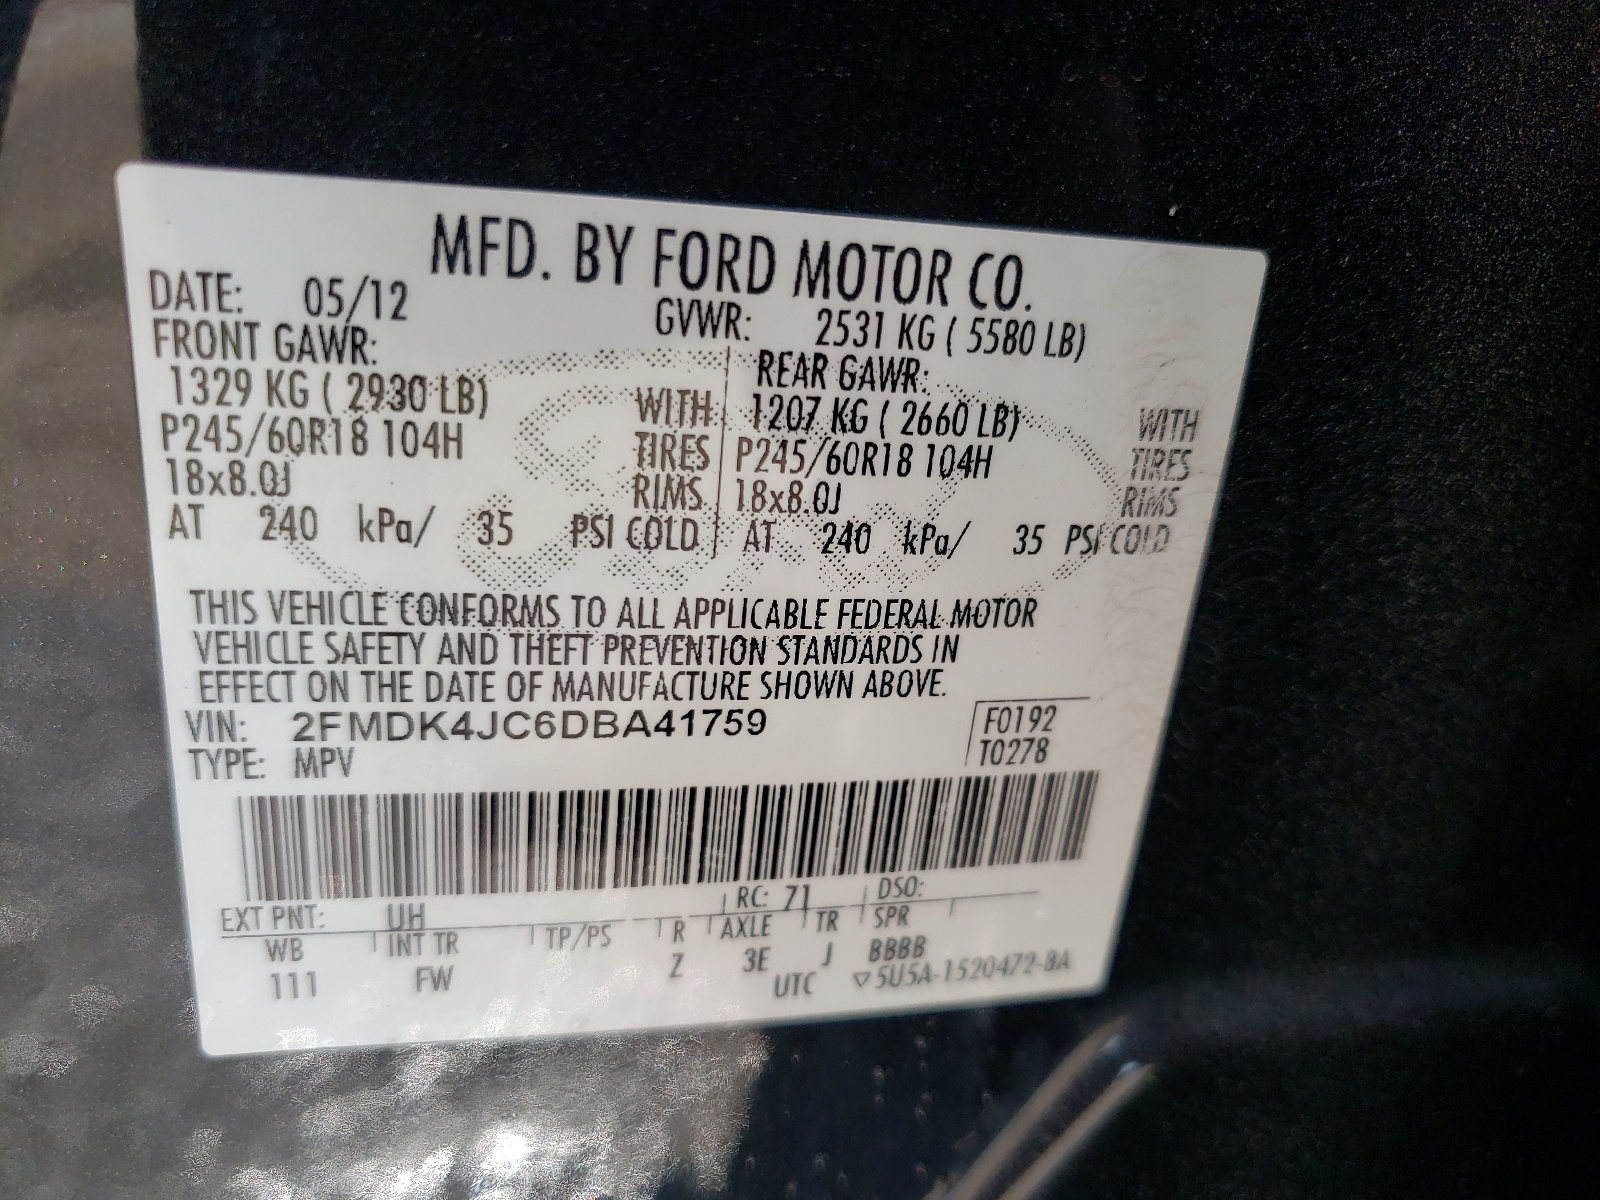 MFD. BY FORD MOTOR CO.
DATE: 05/12 GVWR: 2531 KG ( 5580 LB)
FRONT GAWR: REAR GAWR:
1329 KG ( 2930 LB) WITH 1207 KG ( 2660 LB) WITH
P245/60R18 104H TIRES P245/60R18 104H TIRES
18x8.0J RIMS 18x8.0J RIMS
AT 240 kPa/ 35 PSI COLD AT 240 kPa/ 35 PSI COLD
THIS VEHICLE CONFORMS TO ALL APPLICABLE FEDERAL MOTOR
VEHICLE SAFETY AND THEFT PREVENTION STANDARDS IN
EFFECT ON THE DATE OF MANUFACTURE SHOWN ABOVE.
VIN: 2FMDK4JC6DBA41759 F0192
TYPE: MPV T0278
EXT PNT: UH RC: 71 DSO:
WB INT TR TP/PS R AXLE TR SPR
111 FW Z 3E J BBBB
UTC ▽5U5A-1520472-BA